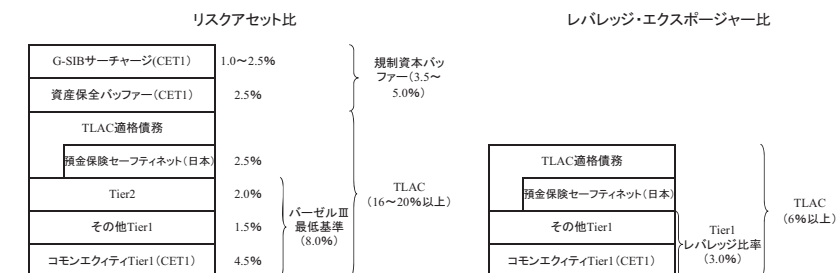 リスクアセット比
G-SIBサーチャージ(CET1)
1.0～2.5%
資産保全バッファー(CET1)
2.5%
規制資本バッ
ファー(3.5～
5.0%)
TLAC適格債務
預金保険セーフティネット(日本)
2.5%
Tier2
2.0%
その他Tier1
1.5%
コモンエクィティTier1(CET1)
4.5%
バーゼルⅢ
最低基準
(8.0%)
TLAC
(16～20%以上)
レバレッジ・エクスポージャー比
TLAC適格債務
預金保険セーフティネット(日本)
その他Tier1
コモンエクィティTier1(CET1)
Tier1
レバレッジ比率
(3.0%)
TLAC
(6%以上)